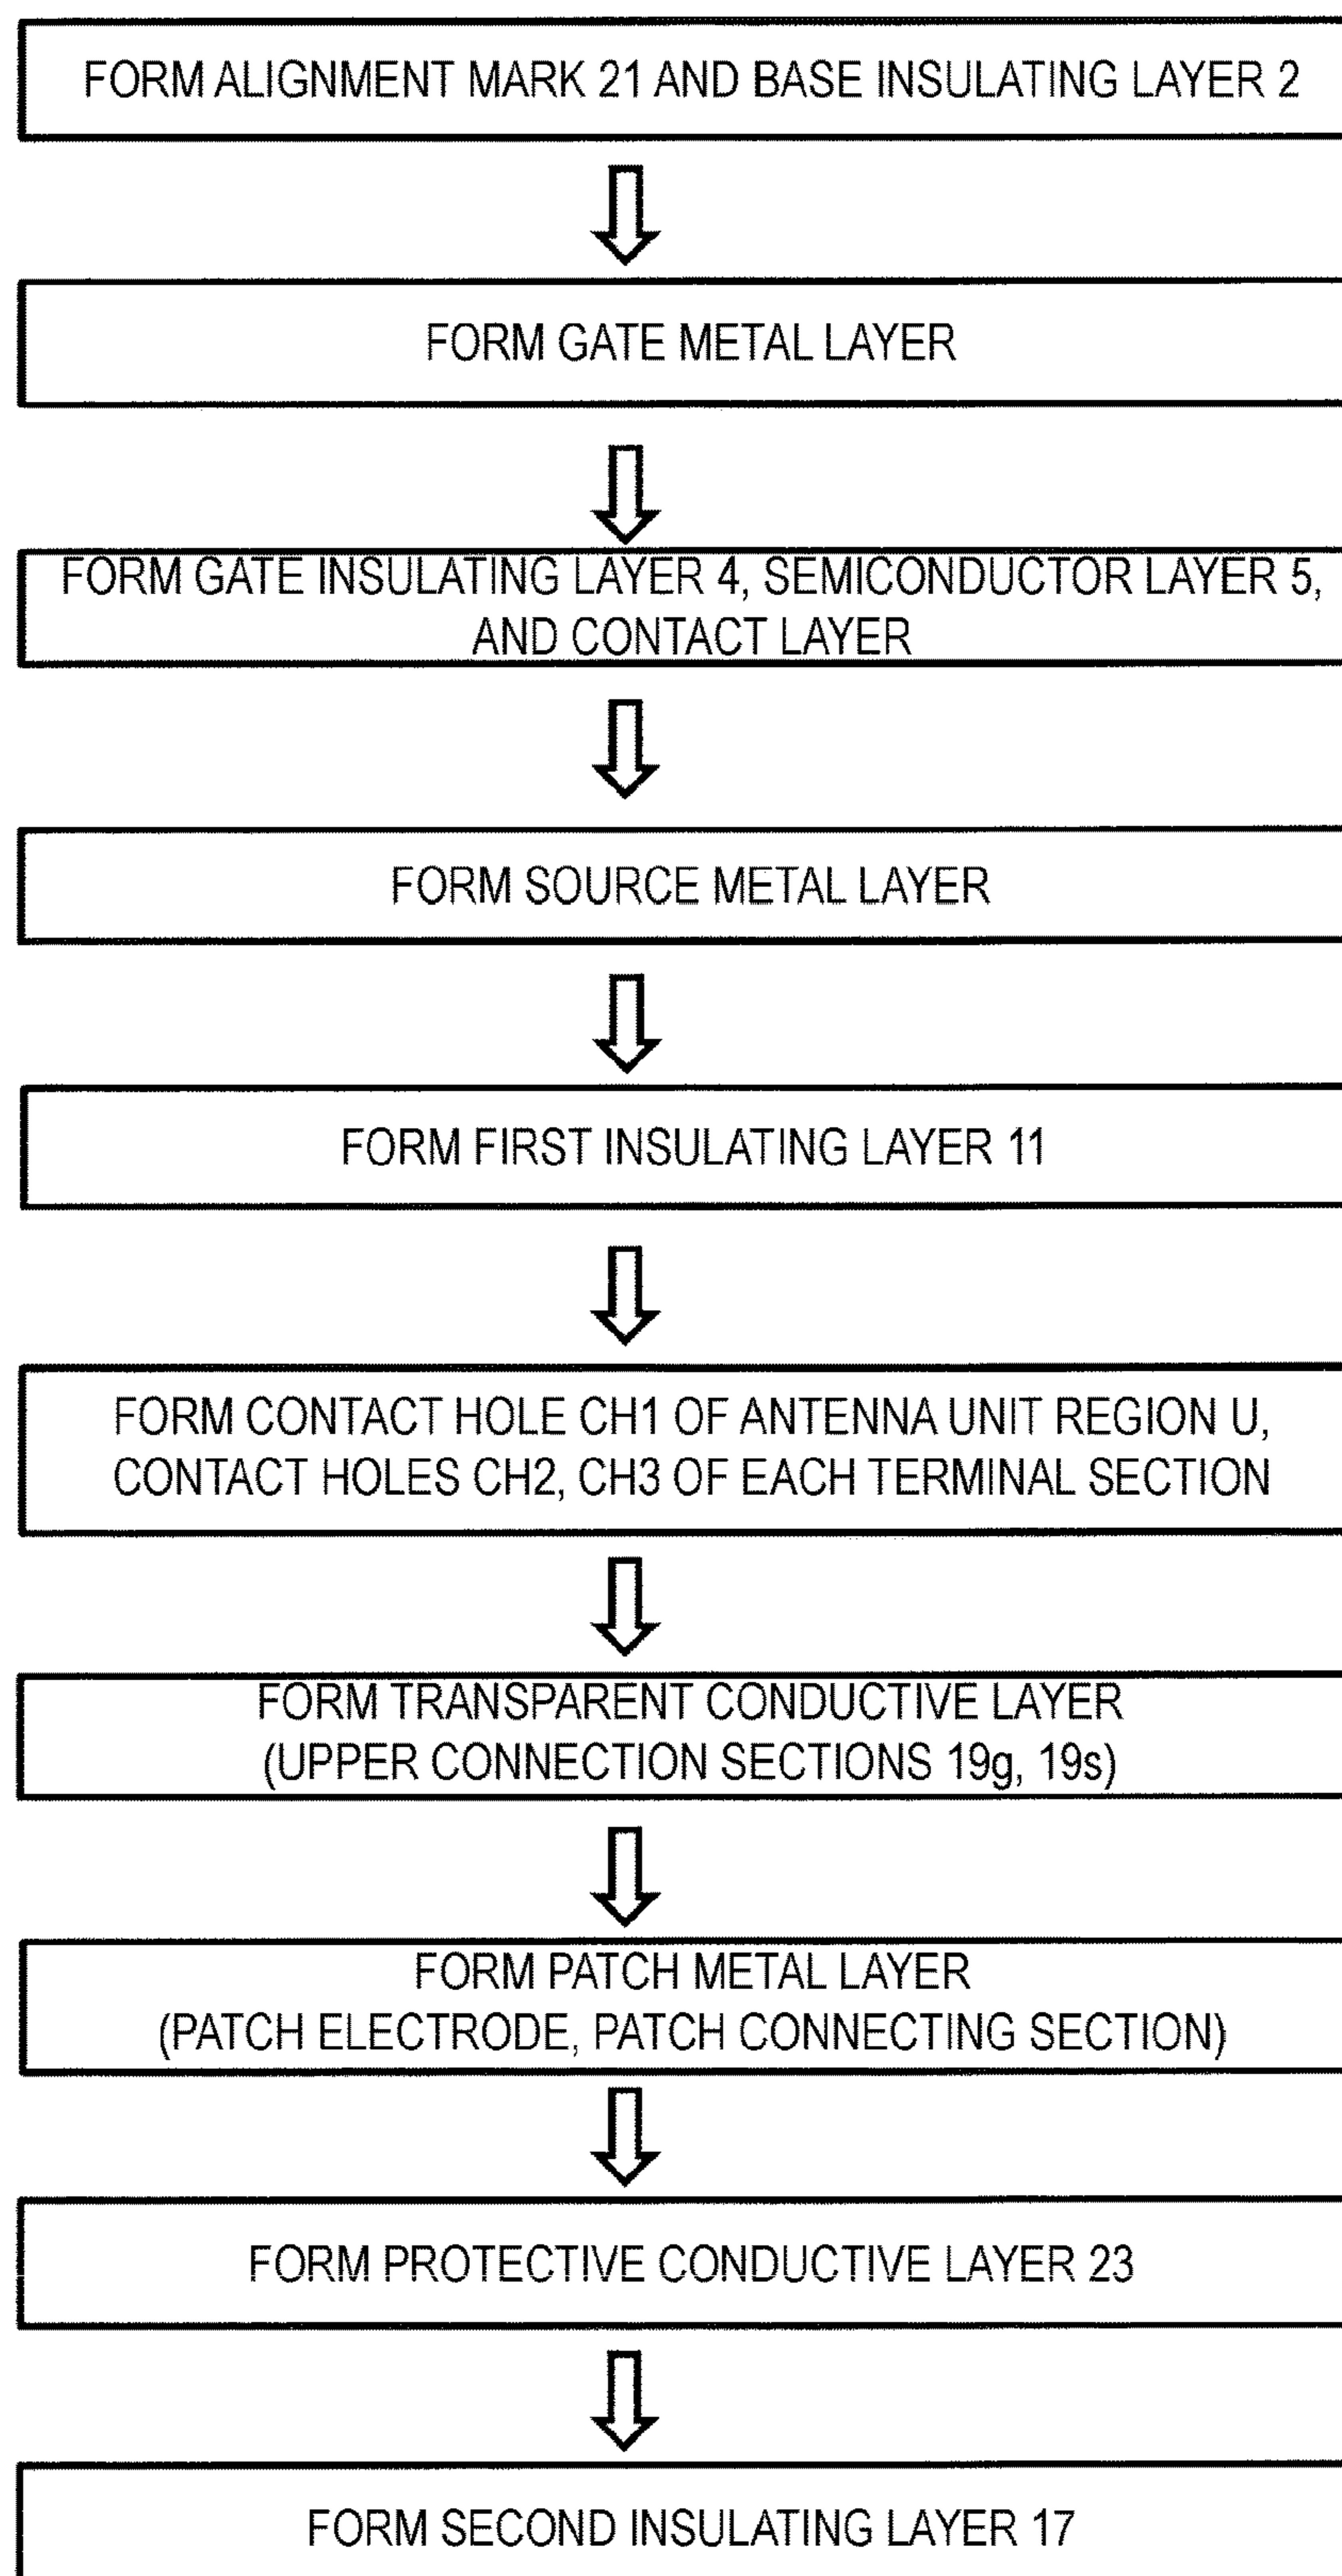 FORM ALIGNMENT MARK 21 AND BASE INSULATING LAYER 2
FORM GATE METAL LAYER
FORM GATE INSULATING LAYER 4, SEMICONDUCTOR LAYER 5,
AND CONTACT LAYER
FORM SOURCE METAL LAYER
FORM FIRST INSULATING LAYER 11
FORM CONTACT HOLE CH1 OF ANTENNA UNIT REGION U,
CONTACT HOLES CH2, CH3 OF EACH TERMINAL SECTION
FORM TRANSPARENT CONDUCTIVE LAYER
(UPPER CONNECTION SECTIONS 19g, 19s)
FORM PATCH METAL LAYER
(PATCH ELECTRODE, PATCH CONNECTING SECTION)
FORM PROTECTIVE CONDUCTIVE LAYER 23
FORM SECOND INSULATING LAYER 17